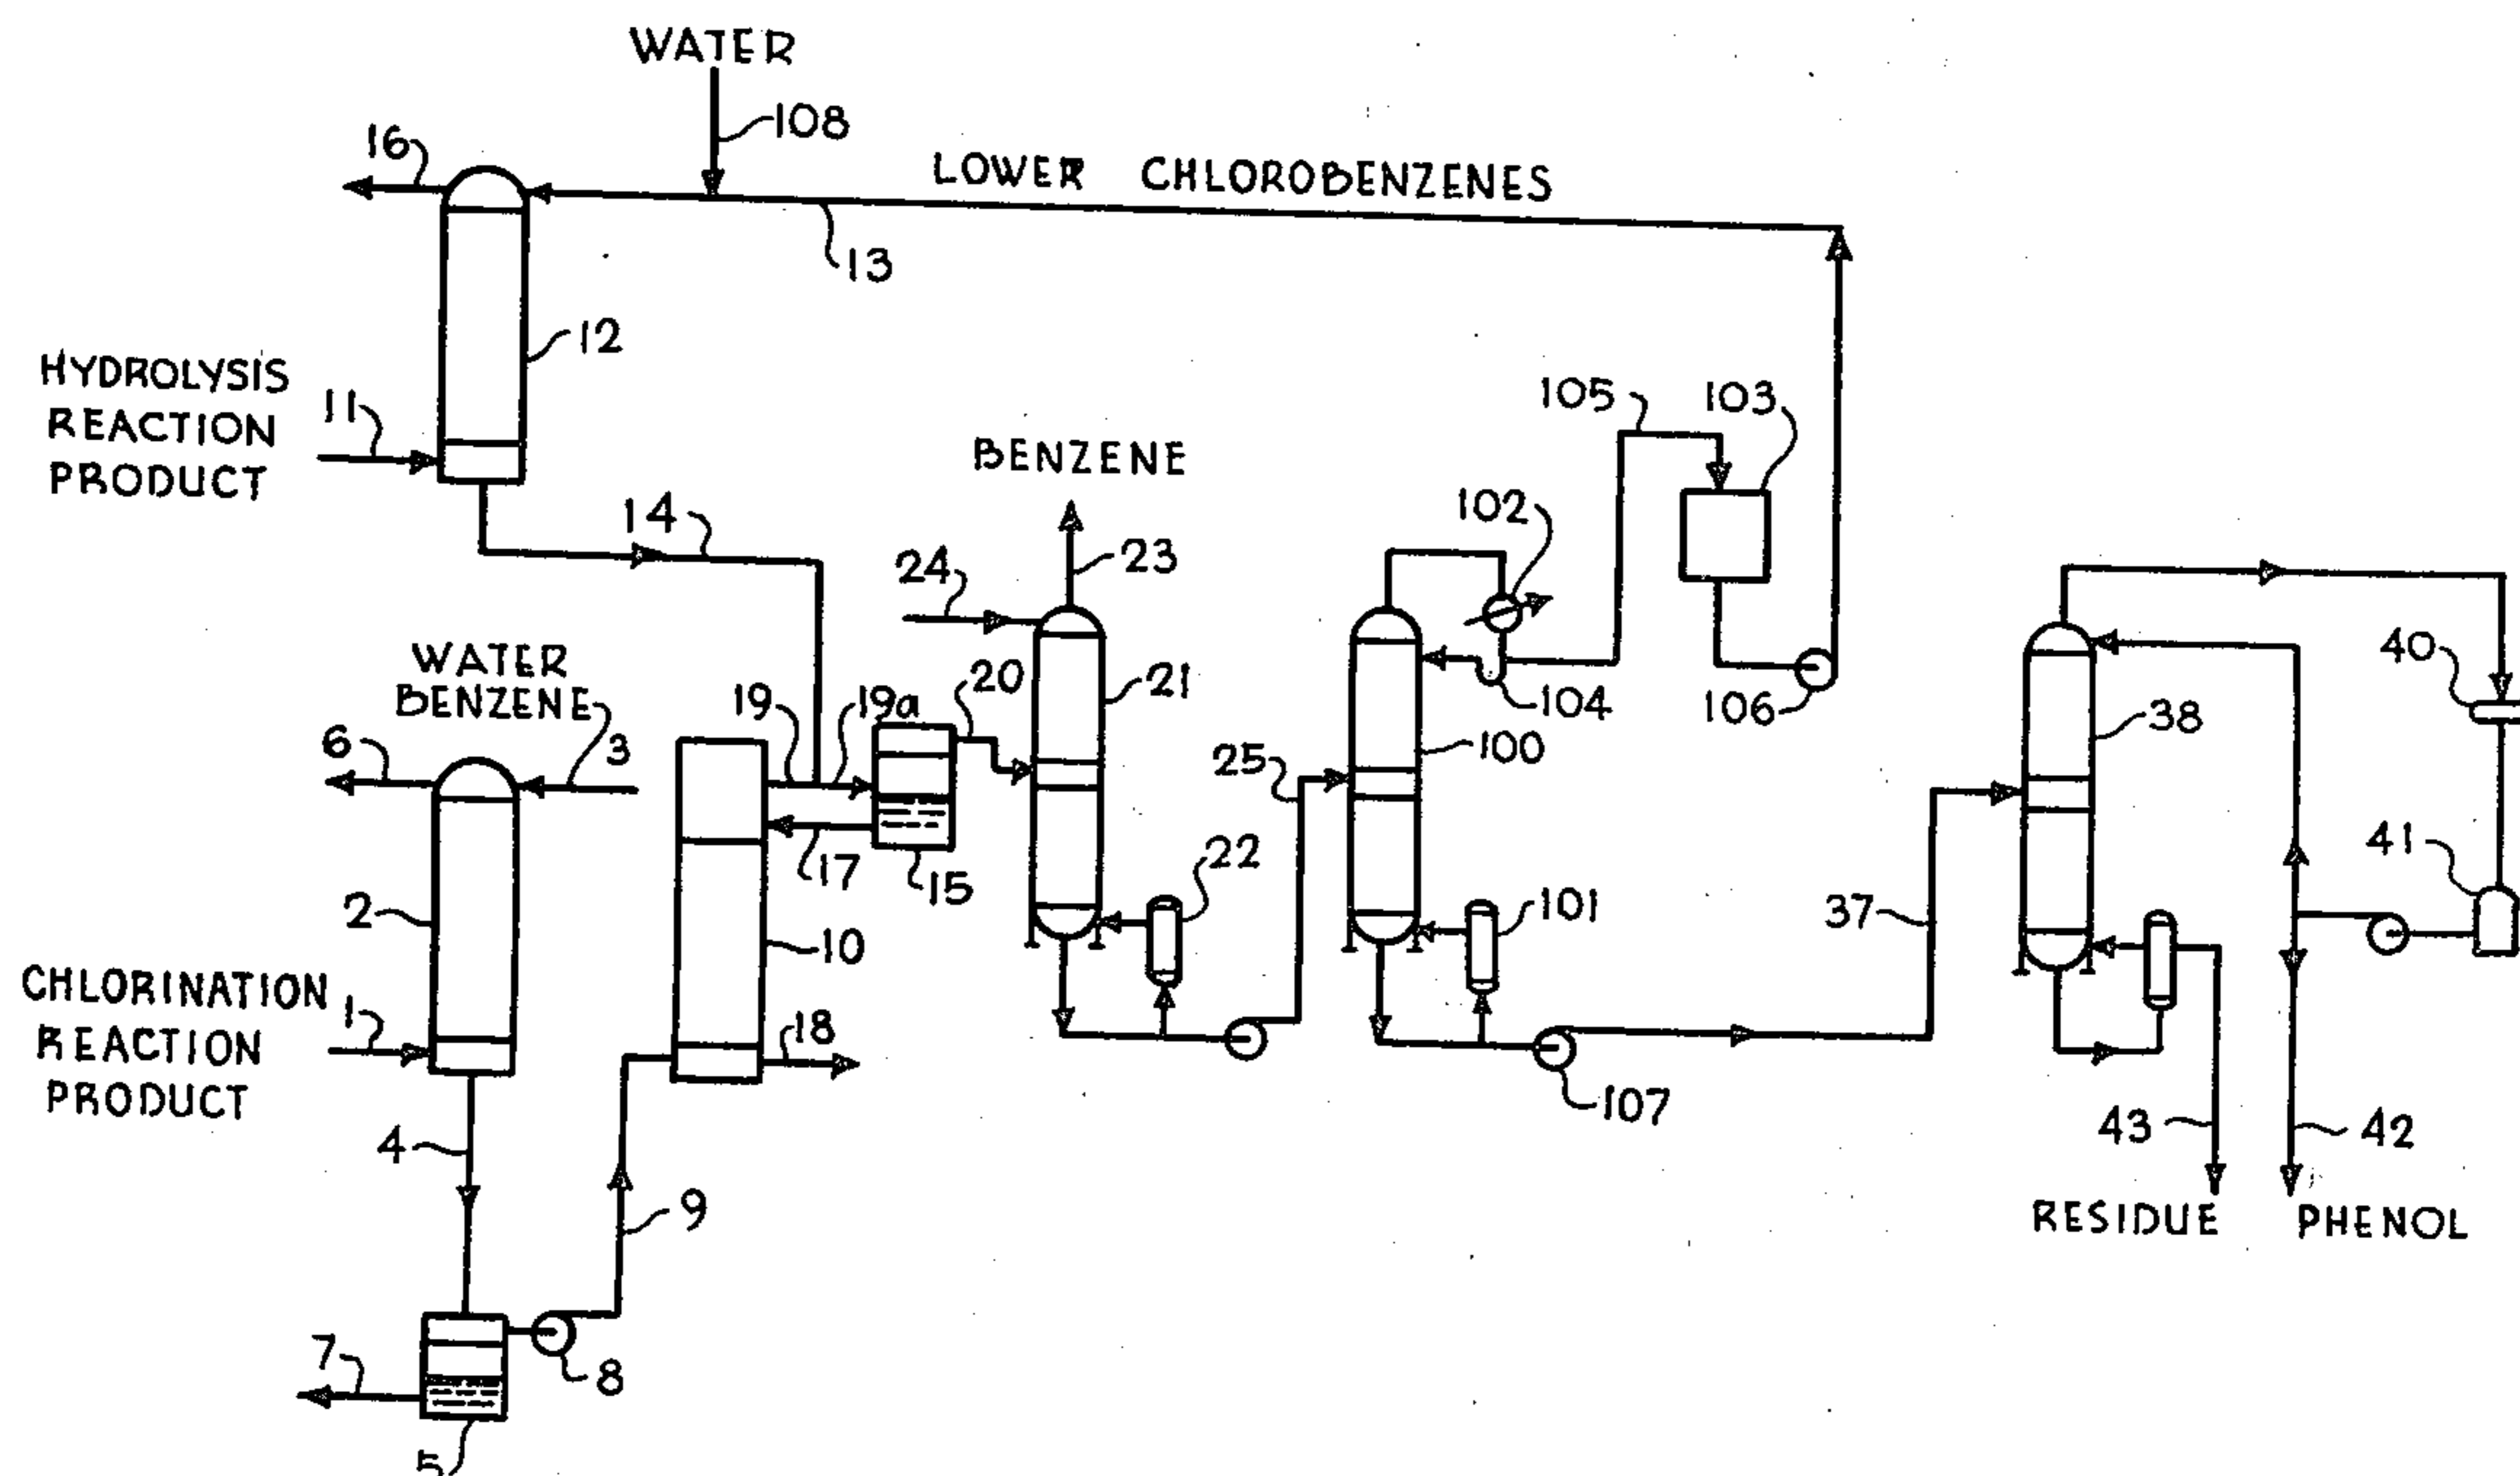 WATER
108
16
LOWER CHLOROBENZENES
13
12
HYDROLYSIS
REACTION
PRODUCT
11
105
103
BENZENE
102
14
24
23
WATER
BENZENE
3
6
19
19a
20
21
104
106
40
38
100
25
17
15
22
101
41
2
10
37
CHLORINATION
REACTION
PRODUCT
1
18
107
4
43
42
9
RESIDUE
PHENOL
7
8
5